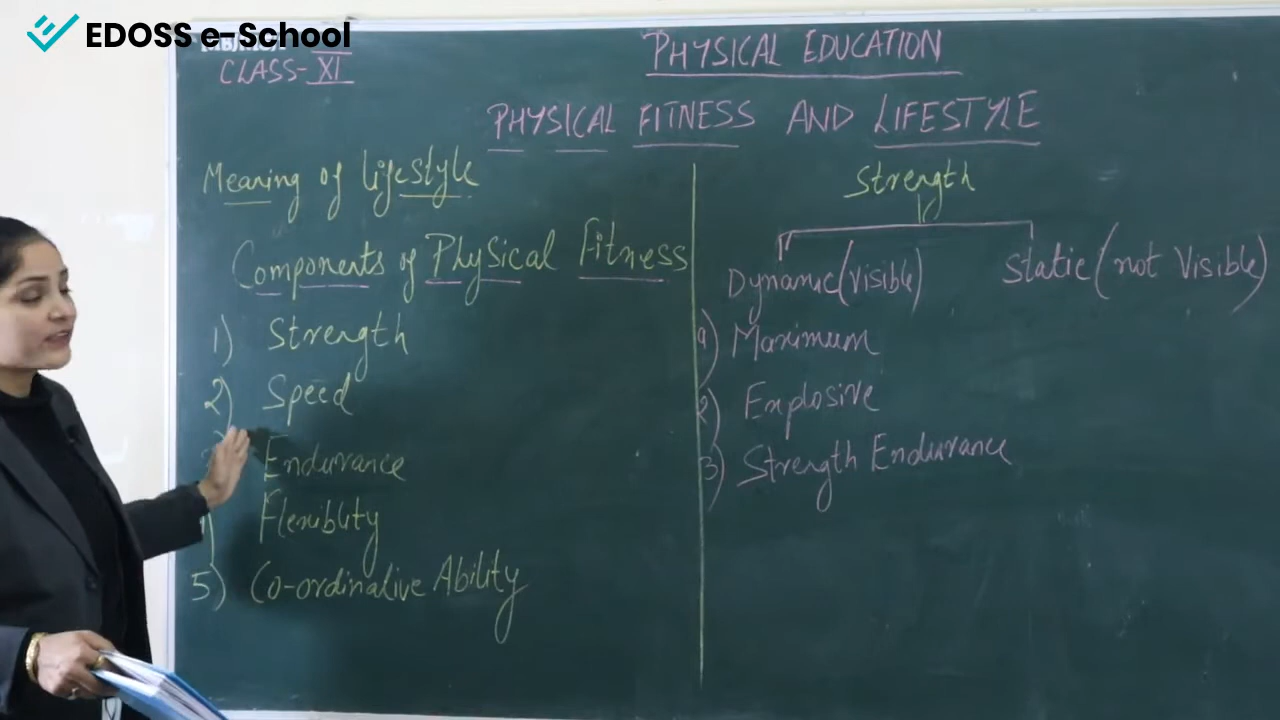 EDOSS e-School
CLASS- XI
PHYSICAL EDUCATION
PHYSICAL FITNESS AND LIFESTYLE
Meaning of Lifestyle
Components of Physical Fitness
1) Strength
2) Speed
Endurance
Flexiblity
5) Co-ordinative Ability
Strength
Dynamic (Visible)
Static (not Visible)
1) Maximum
2) Explosive
3) Strength Endurance